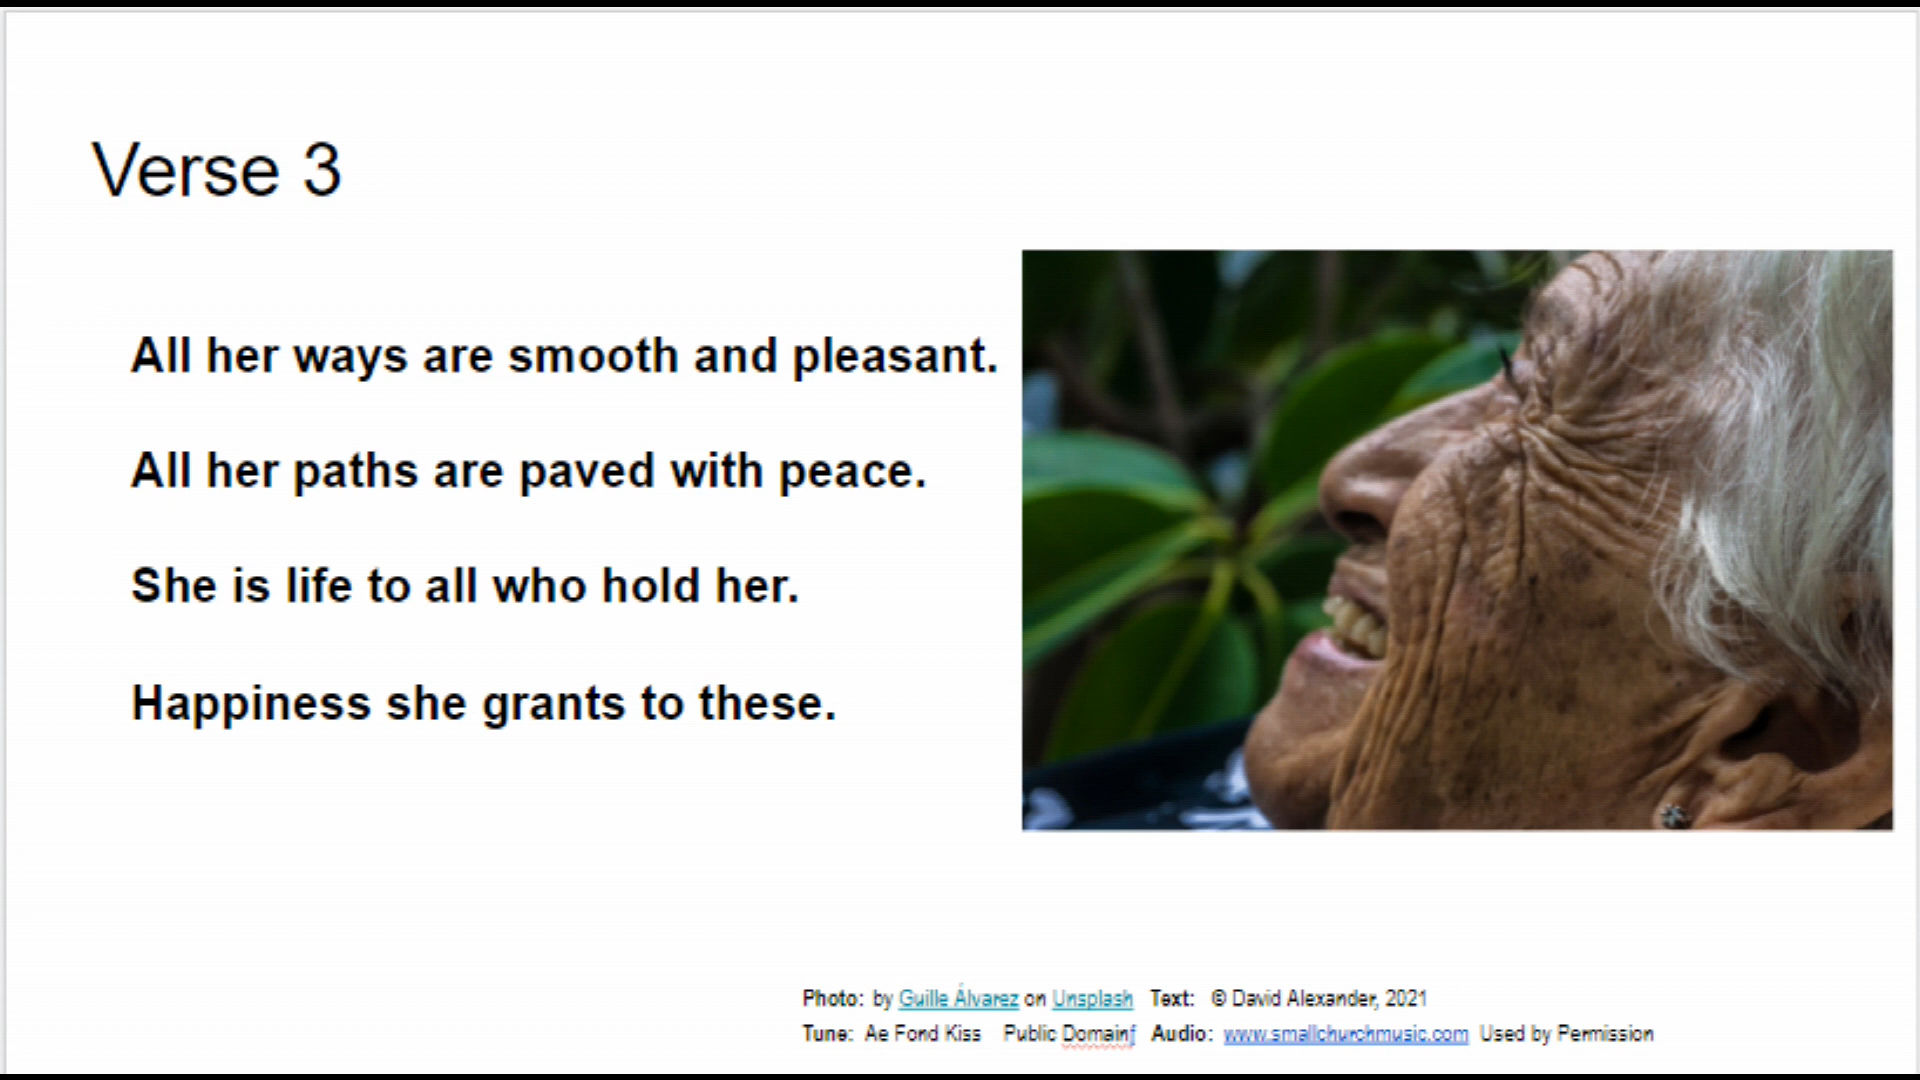 Verse 3
All her ways are smooth and pleasant.
All her paths are paved with peace.
She is life to all who hold her.
Happiness she grants to these.
Photo: by Guille Álvarez on Unsplash Text: © David Alexander, 2021
Tune: Ae Fond Kiss Public Domainf Audio: www.smallchurchmusic.com Used by Permission